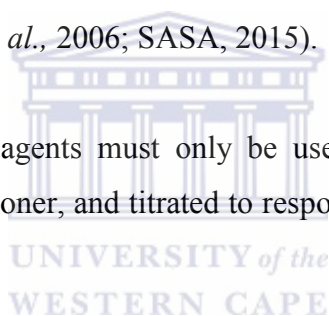 al., 2006; SASA, 2015).
agents must only be use
oner, and titrated to respo
UNIVERSITY of the
WESTERN CAPE